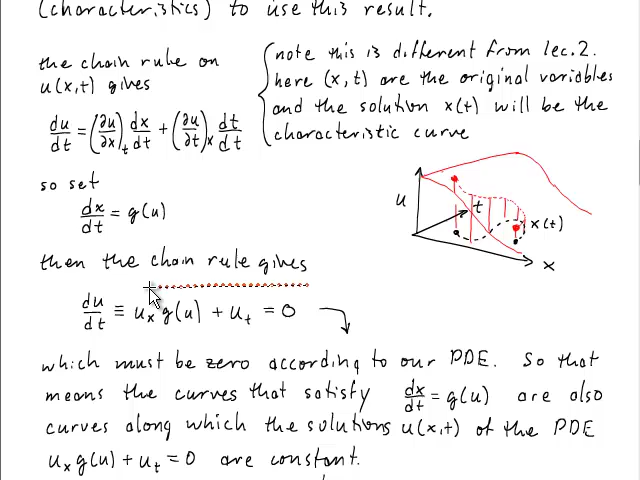 (characteristics) to use this result.
the chain rule on
u(x,t) gives
du/dt = (∂u/∂x)_t dx/dt + (∂u/∂t)_x dt/dt
note this is different from lec. 2.
here (x,t) are the original variables
and the solution x(t) will be the
characteristic curve
so set
dx/dt = g(u)
u
t
x(t)
x
then the chain rule gives
du/dt ≡ u_x g(u) + u_t = 0
which must be zero according to our PDE. So that
means the curves that satisfy dx/dt = g(u) are also
curves along which the solutions u(x,t) of the PDE
u_x g(u) + u_t = 0 are constant.